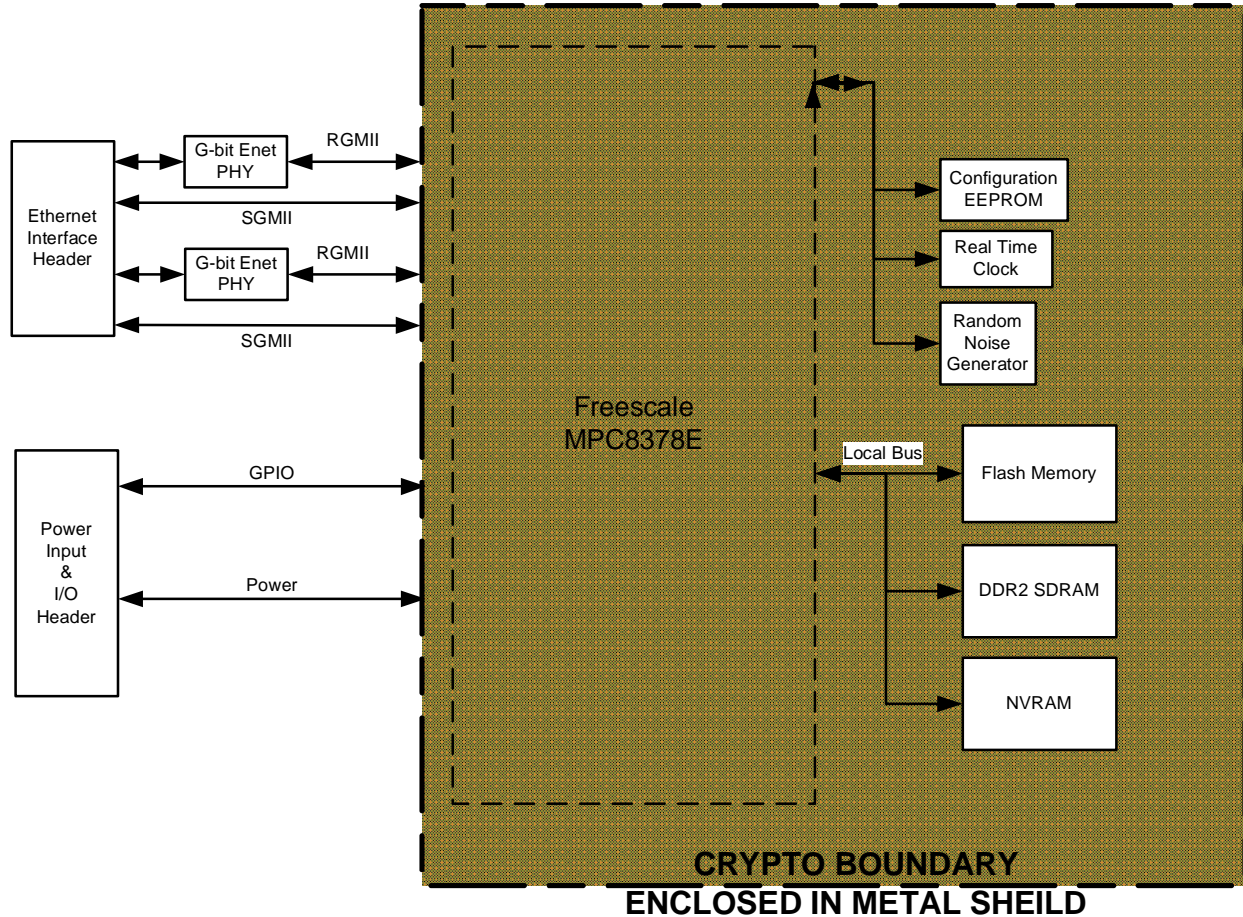 RGMII
G-bit Enet
PHY
SGMII
RGMII
G-bit Enet
PHY
SGMII
Ethernet
Interface
Header
GPIO
Power
Power
Input
&
I/O
Header
Freescale
MPC8378E
Configuration
EEPROM
Real Time
Clock
Random
Noise
Generator
Local Bus
Flash Memory
DDR2 SDRAM
NVRAM
CRYPTO BOUNDARY
ENCLOSED IN METAL SHEILD